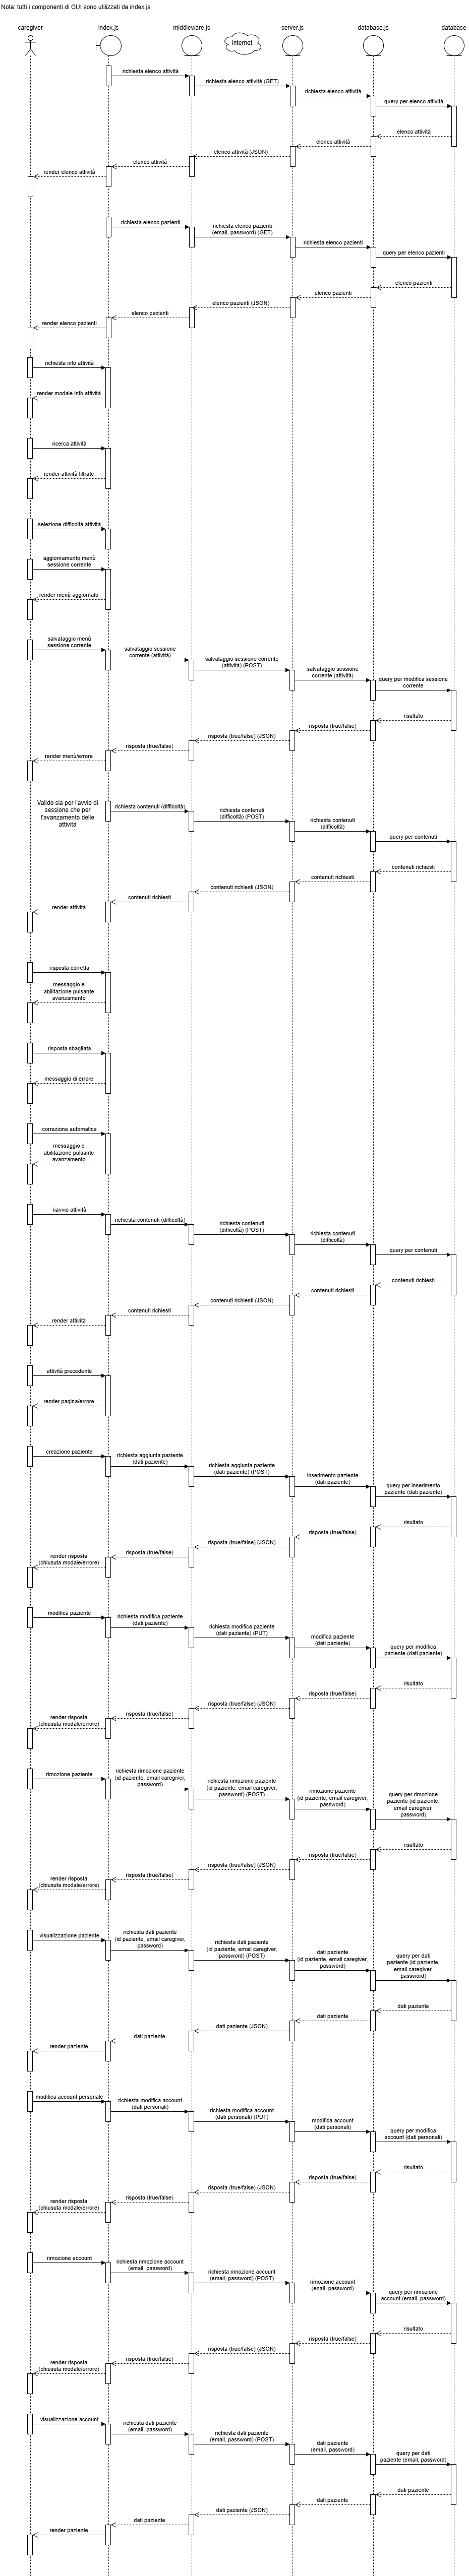 Nota: tutti i componenti di GUI sono utilizzati da index.js
caregiver
index.js
middleware.js
internet
server.js
database.js
database
richiesta elenco attività
richiesta elenco attività (GET)
richiesta elenco attività
query per elenco attività
elenco attività
elenco attività
elenco attività (JSON)
elenco attività
render elenco attività
richiesta elenco pazienti
richiesta elenco pazienti
(email, password) (GET)
richiesta elenco pazienti
query per elenco pazienti
elenco pazienti
elenco pazienti
elenco pazienti (JSON)
elenco pazienti
render elenco pazienti
richiesta info attività
render modale info attività
ricerca attività
render attività filtrate
selezione difficoltà attività
aggiornamento menù
sessione corrente
render menù aggiornato
salvataggio menù
sessione corrente
salvataggio sessione
corrente (attività)
salvataggio sessione corrente
(attività) (POST)
salvataggio sessione
corrente (attività)
query per modifica sessione
corrente
risultato
risposta (true/false)
risposta (true/false) (JSON)
risposta (true/false)
render menù/errore
Valido sia per l'avvio di
sessione che per
l'avanzamento delle
attività
richiesta contenuti (difficoltà)
richiesta contenuti
(difficoltà) (POST)
richiesta contenuti
(difficoltà)
query per contenuti
contenuti richiesti
contenuti richiesti
contenuti richiesti (JSON)
contenuti richiesti
render attività
risposta corretta
messaggio e
abilitazione pulsante
avanzamento
risposta sbagliata
messaggio di errore
correzione automatica
messaggio e
abilitazione pulsante
avanzamento
riavvio attività
richiesta contenuti (difficoltà)
richiesta contenuti
(difficoltà) (POST)
richiesta contenuti
(difficoltà)
query per contenuti
contenuti richiesti
contenuti richiesti
contenuti richiesti (JSON)
contenuti richiesti
render attività
attività precedente
render pagina/errore
creazione paziente
richiesta aggiunta paziente
(dati paziente)
richiesta aggiunta paziente
(dati paziente) (POST)
inserimento paziente
(dati paziente)
query per inserimento
paziente (dati paziente)
risultato
risposta (true/false)
risposta (true/false) (JSON)
risposta (true/false)
render risposta
(chiusuta modale/errore)
modifica paziente
richiesta modifica paziente
(dati paziente)
richiesta modifica paziente
(dati paziente) (PUT)
modifica paziente
(dati paziente)
query per modifica
paziente (dati paziente)
risultato
risposta (true/false)
risposta (true/false) (JSON)
risposta (true/false)
render risposta
(chiusuta modale/errore)
rimozione paziente
richiesta rimozione paziente
(id paziente, email caregiver,
password)
richiesta rimozione paziente
(id paziente, email caregiver,
password) (POST)
rimozione paziente
(id paziente, email caregiver,
password)
query per rimozione
paziente (id paziente,
email caregiver,
password)
risultato
risposta (true/false)
risposta (true/false) (JSON)
risposta (true/false)
render risposta
(chiusuta modale/errore)
visualizzazione paziente
richiesta dati paziente
(id paziente, email caregiver,
password)
richiesta dati paziente
(id paziente, email caregiver,
password) (POST)
dati paziente
(id paziente, email caregiver,
password)
query per dati
paziente (id paziente,
email caregiver,
password)
dati paziente
dati paziente
dati paziente (JSON)
dati paziente
render paziente
modifica account personale
richiesta modifica account
(dati personali)
richiesta modifica account
(dati personali) (PUT)
modifica account
(dati personali)
query per modifica
account (dati personali)
risultato
risposta (true/false)
risposta (true/false) (JSON)
risposta (true/false)
render risposta
(chiusuta modale/errore)
rimozione account
richiesta rimozione account
(email, password)
richiesta rimozione account
(email, password) (POST)
rimozione account
(enail, password)
query per rimozione
account (email, password)
risultato
risposta (true/false)
risposta (true/false) (JSON)
risposta (true/false)
render risposta
(chiusuta modale/errore)
visualizzazione account
richiesta dati paziente
(email, password)
richiesta dati paziente
(email, password) (POST)
dati paziente
(email, password)
query per dati
paziente (email, password)
dati paziente
dati paziente
dati paziente (JSON)
dati paziente
render paziente